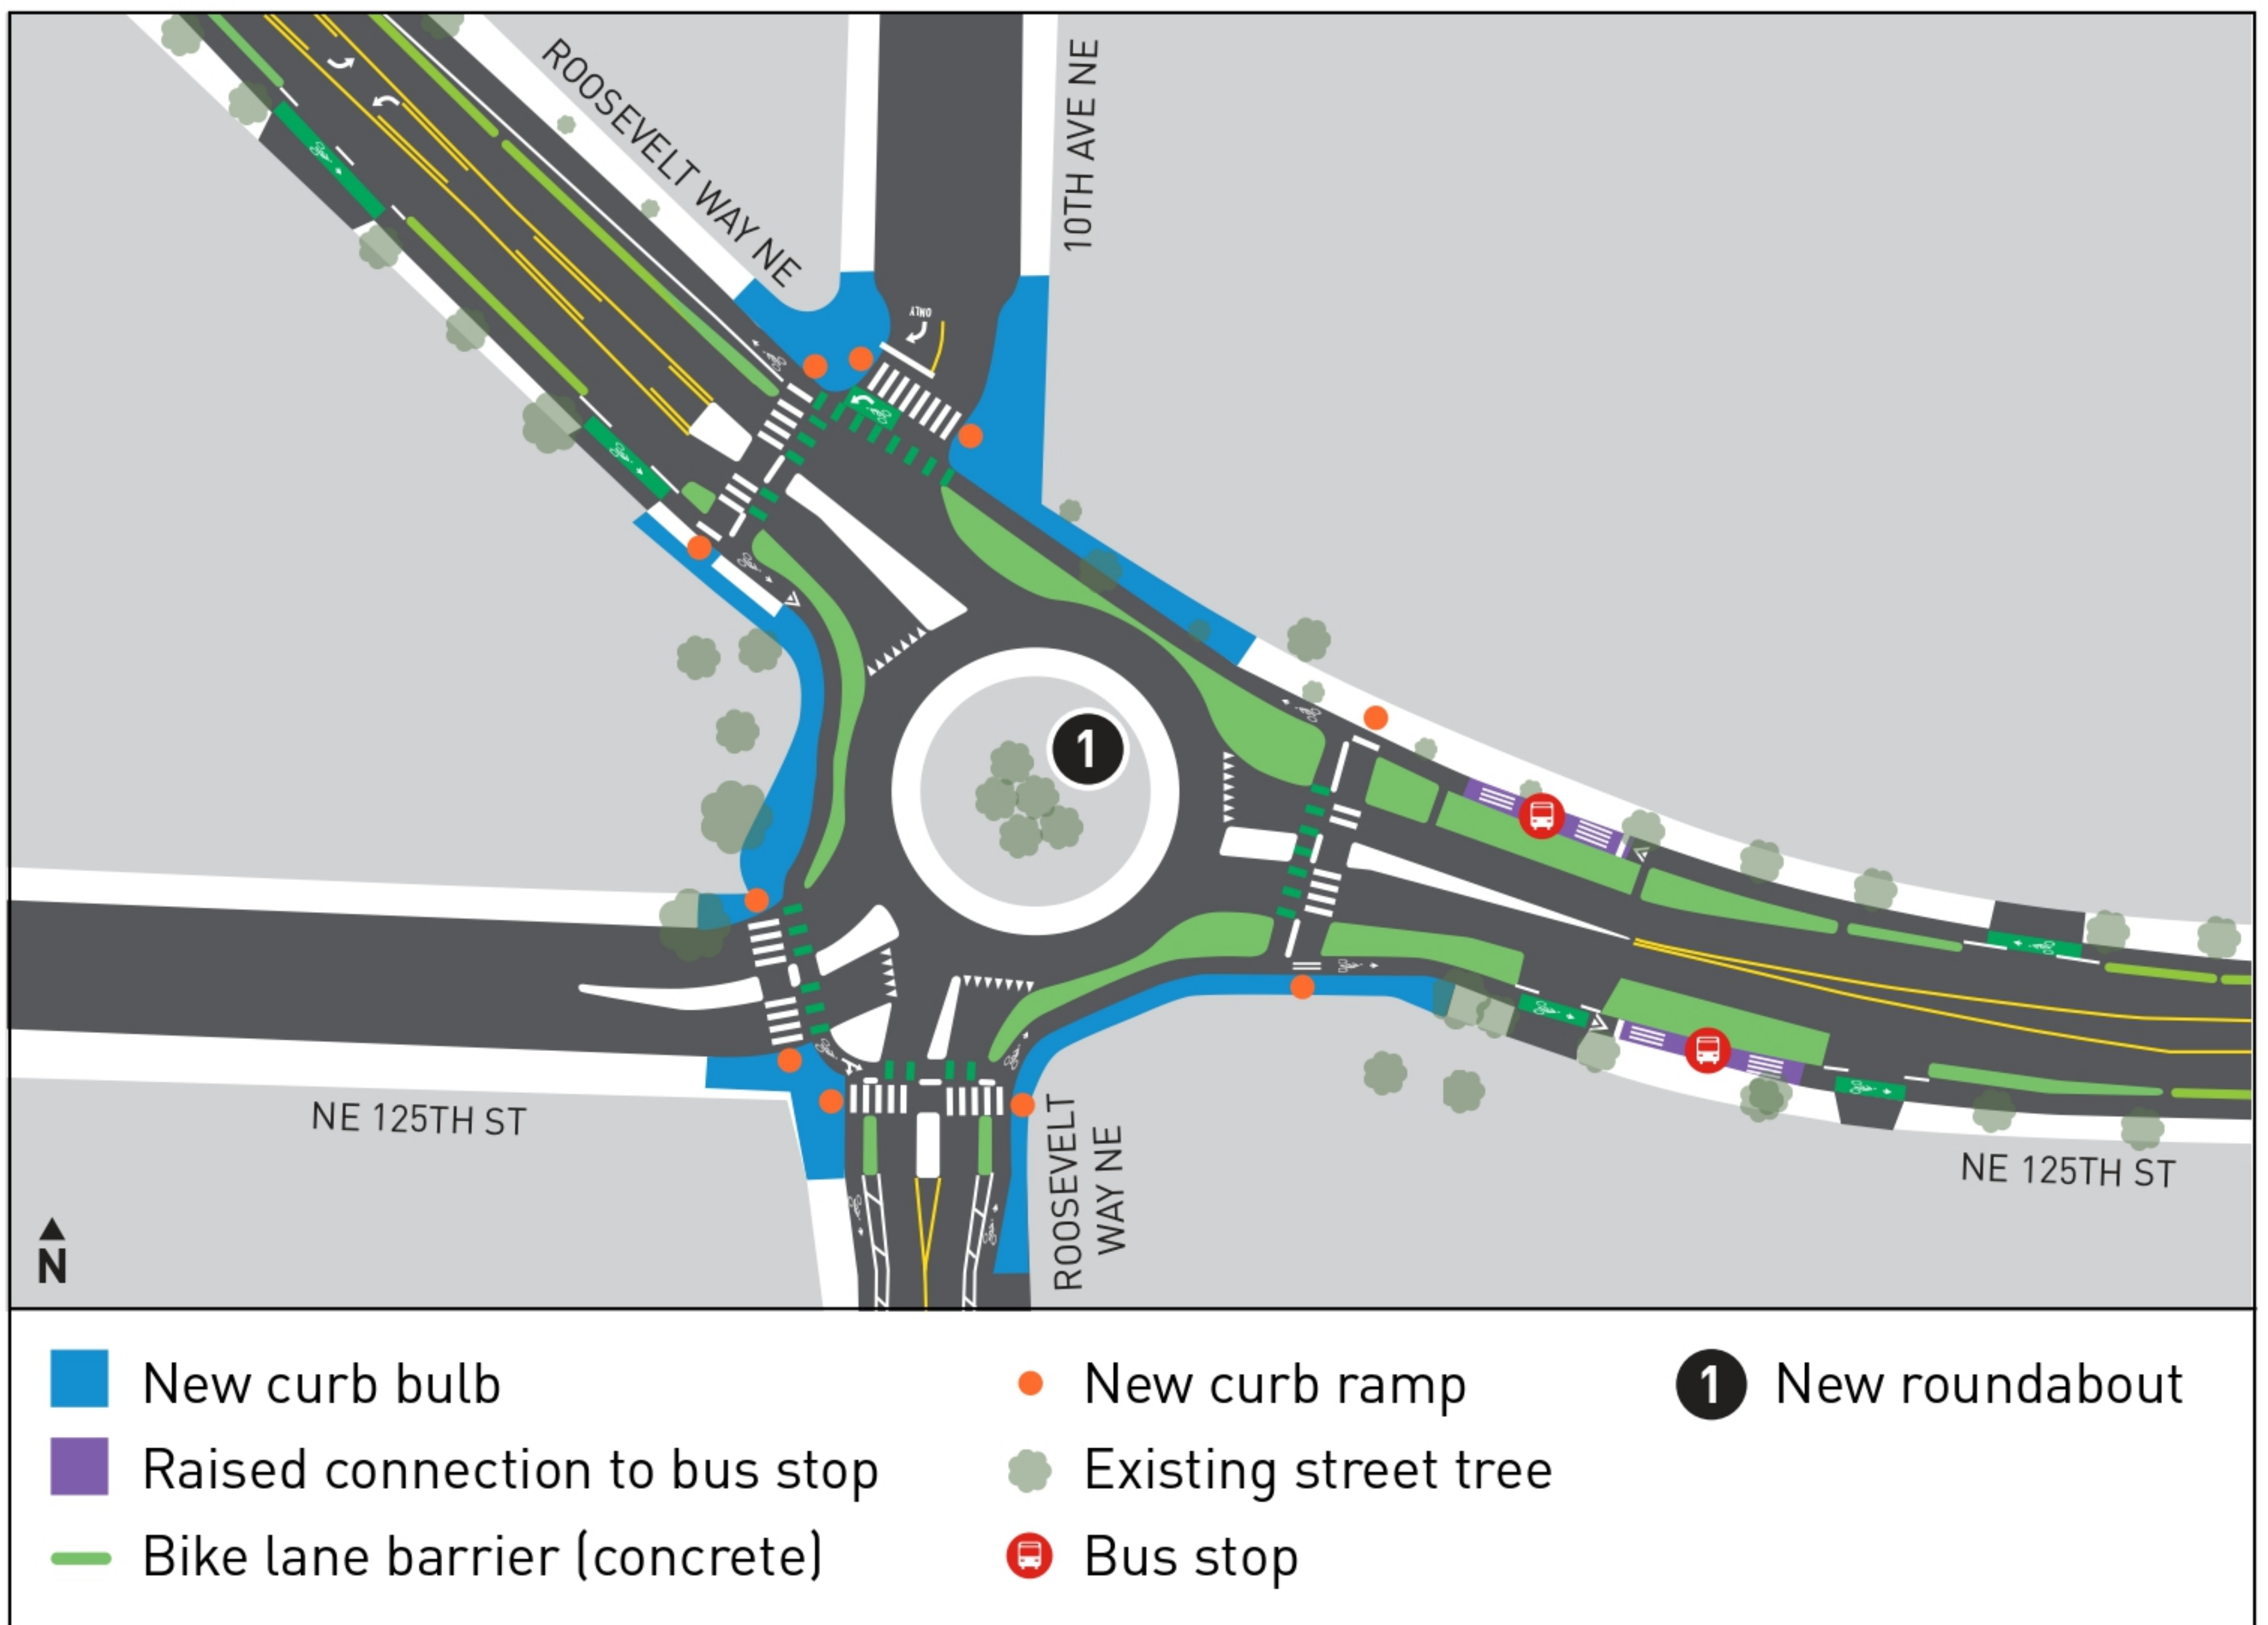 ROOSEVELT WAY NE
10TH AVE NE
ONLY
1
NE 125TH ST
ROOSEVELT
WAY NE
NE 125TH ST
N
New curb bulb
Raised connection to bus stop
Bike lane barrier (concrete)
New curb ramp
Existing street tree
Bus stop
1 New roundabout